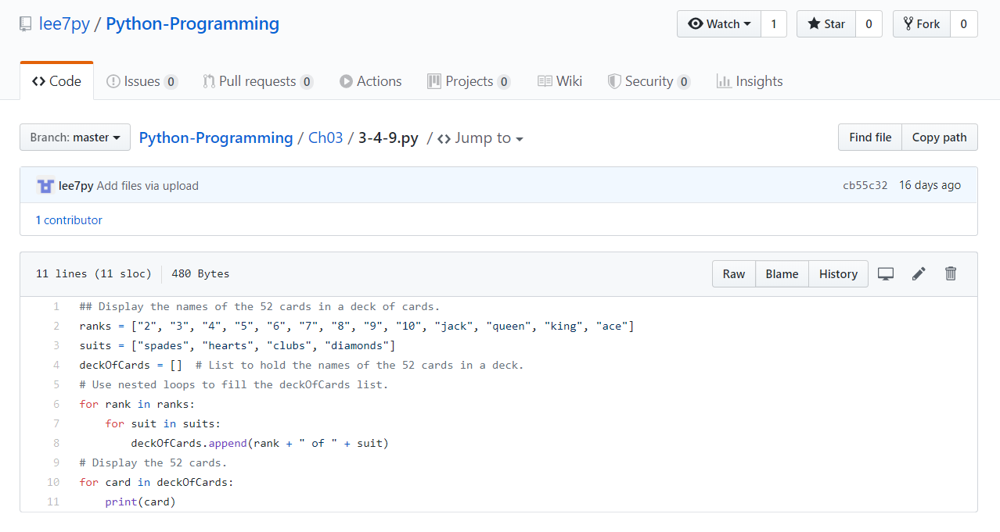 lee7py / Python-Programming
Watch 1 Star 0 Fork 0
Code Issues 0 Pull requests 0 Actions Projects 0 Wiki Security 0 Insights
Branch: master Python-Programming / Ch03 / 3-4-9.py / <> Jump to Find file Copy path
lee7py Add files via upload cb55c32 16 days ago
1 contributor
11 lines (11 sloc) 480 Bytes Raw Blame History
1 ## Display the names of the 52 cards in a deck of cards.
2 ranks = ["2", "3", "4", "5", "6", "7", "8", "9", "10", "jack", "queen", "king", "ace"]
3 suits = ["spades", "hearts", "clubs", "diamonds"]
4 deckOfCards = []  # List to hold the names of the 52 cards in a deck.
5 # Use nested loops to fill the deckOfCards list.
6 for rank in ranks:
7     for suit in suits:
8         deckOfCards.append(rank + " of " + suit)
9 # Display the 52 cards.
10 for card in deckOfCards:
11     print(card)